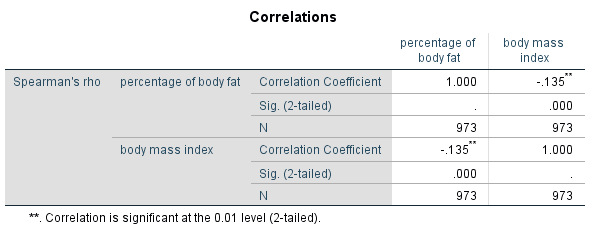 Correlations
percentage of body fat body mass index
Spearman's rho percentage of body fat Correlation Coefficient 1.000 -.135**
Sig. (2-tailed) . .000
N 973 973
body mass index Correlation Coefficient -.135** 1.000
Sig. (2-tailed) .000 .
N 973 973
**. Correlation is significant at the 0.01 level (2-tailed).